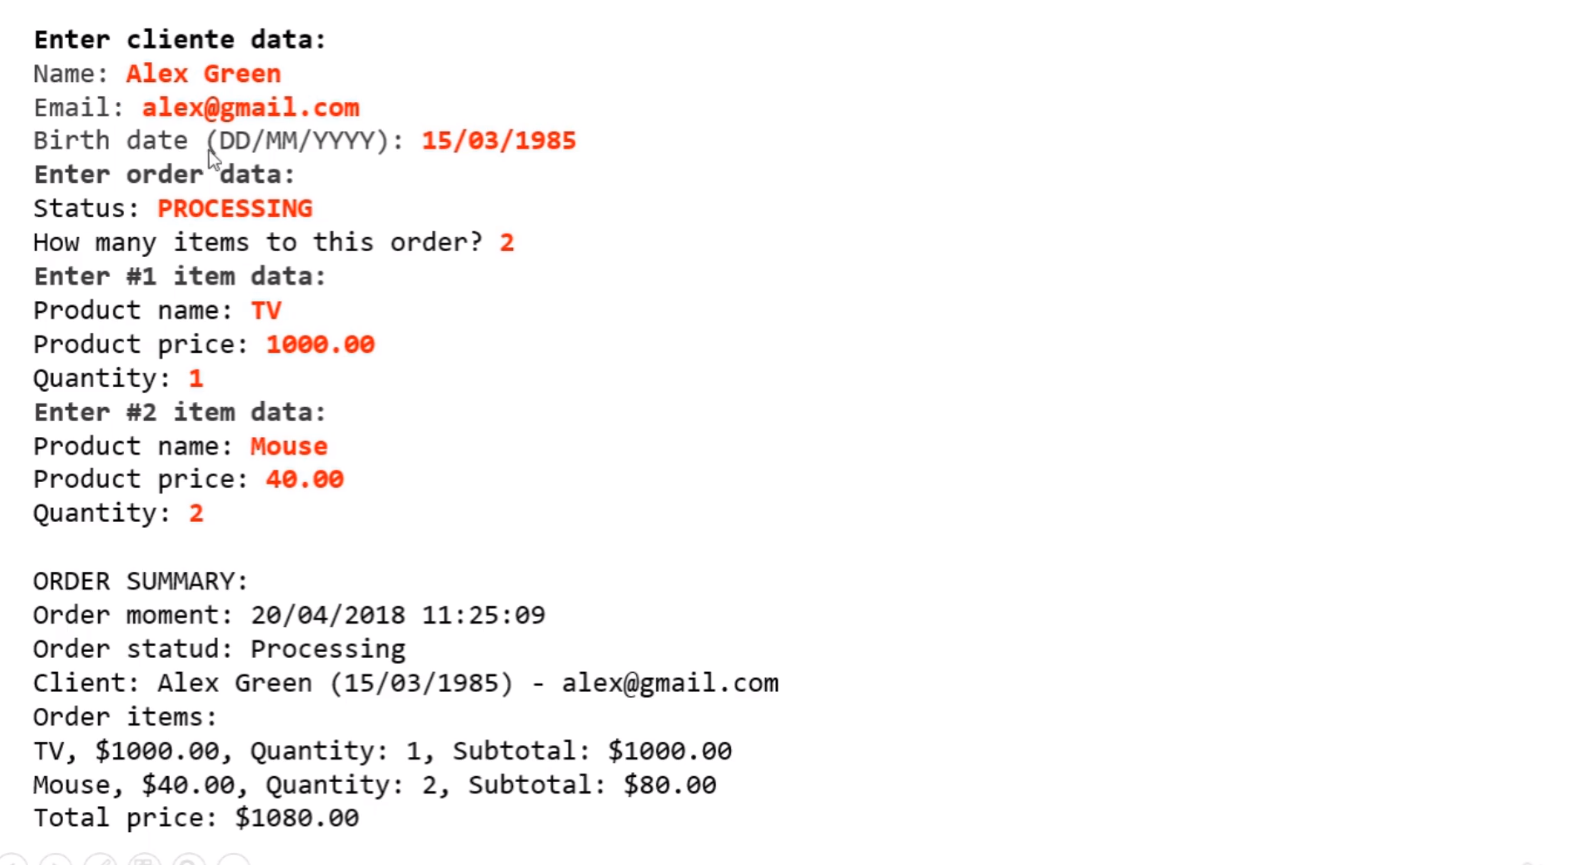 Enter cliente data:
Name: Alex Green
Email: alex@gmail.com
Birth date (DD/MM/YYYY): 15/03/1985
Enter order data:
Status: PROCESSING
How many items to this order? 2
Enter #1 item data:
Product name: TV
Product price: 1000.00
Quantity: 1
Enter #2 item data:
Product name: Mouse
Product price: 40.00
Quantity: 2
ORDER SUMMARY:
Order moment: 20/04/2018 11:25:09
Order statud: Processing
Client: Alex Green (15/03/1985) - alex@gmail.com
Order items:
TV, $1000.00, Quantity: 1, Subtotal: $1000.00
Mouse, $40.00, Quantity: 2, Subtotal: $80.00
Total price: $1080.00